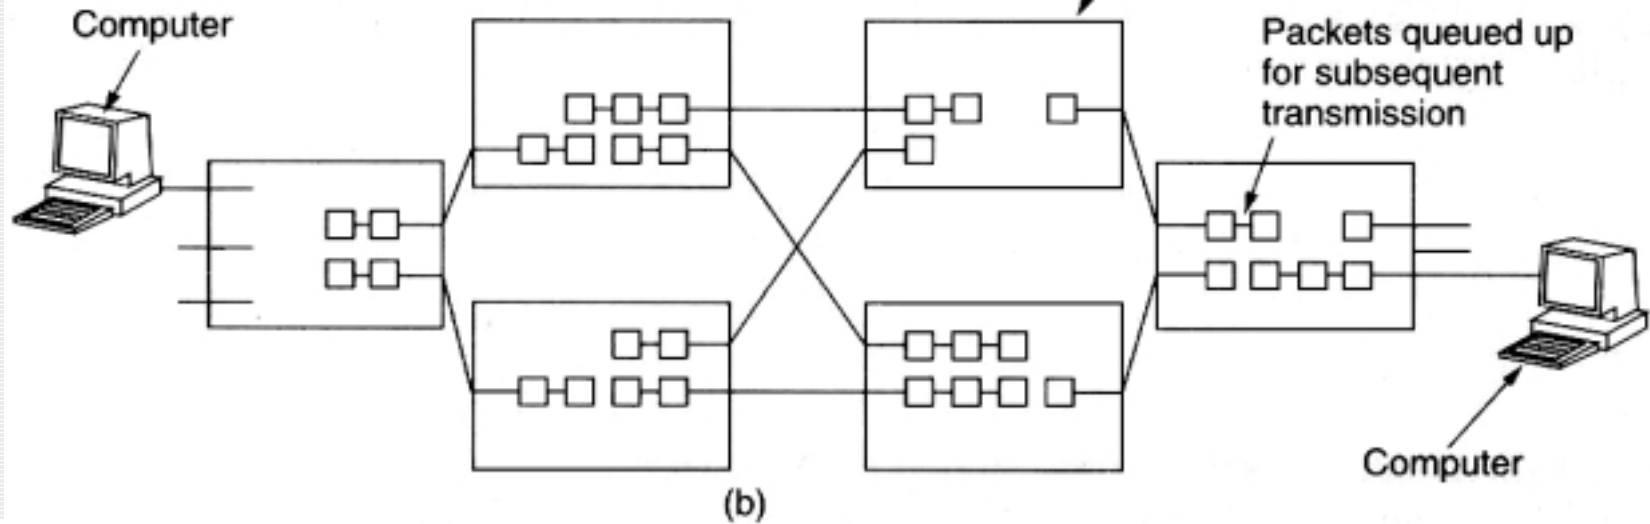 Computer
Packets queued up
for subsequent
transmission
Computer
(b)